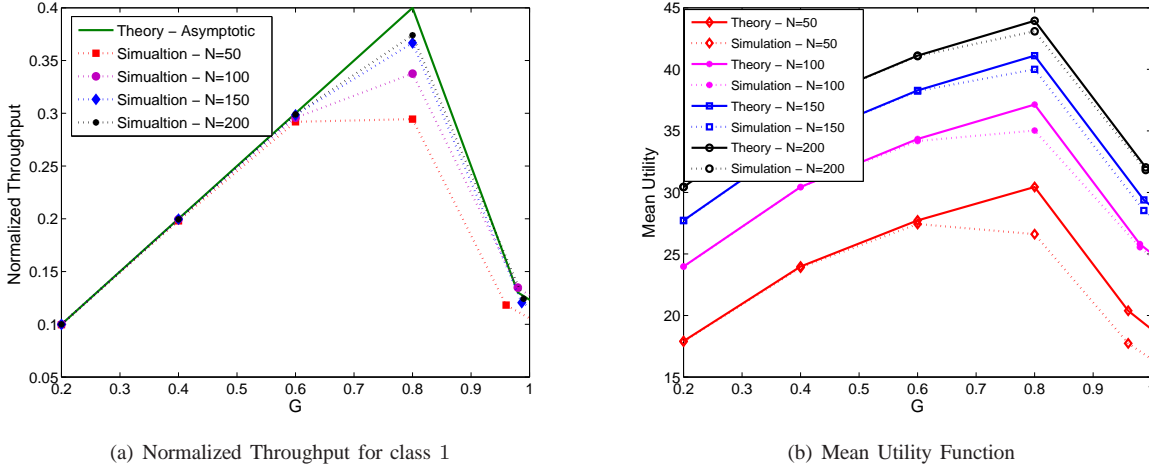 0.4
0.35
0.3
0.25
0.2
0.15
0.1
0.05
Normalized Throughput
Theory – Asymptotic
Simualtion – N=50
Simualtion – N=100
Simualtion – N=150
Simualtion – N=200
0.2 0.3 0.4 0.5 0.6 0.7 0.8 0.9 1
G
(a) Normalized Throughput for class 1
45
40
35
30
25
20
15
Mean Utility
Theory – N=50
Simulation – N=50
Theory – N=100
Simulation – N=100
Theory – N=150
Simulation – N=150
Theory – N=200
Simulation – N=200
0.2 0.3 0.4 0.5 0.6 0.7 0.8 0.9
G
(b) Mean Utility Function